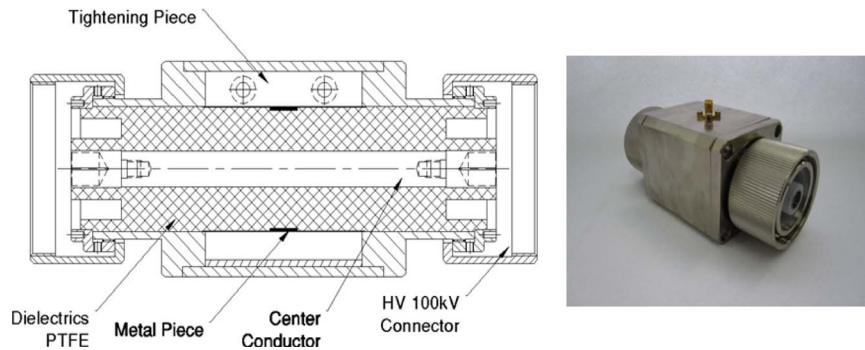 Tightening Piece
Dielectrics
PTFE
Metal Piece
Center
Conductor
HV 100kV
Connector